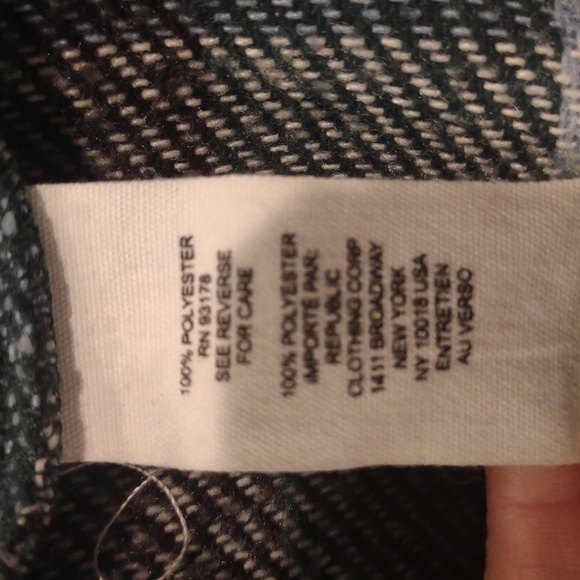 100% POLYESTER
RN 93178
SEE REVERSE
FOR CARE
100% POLYESTER
IMPORTÉ PAR:
REPUBLIC
CLOTHING CORP
1411 BROADWAY
NEW YORK
NY 10018 USA
ENTRETIEN
AU VERSO